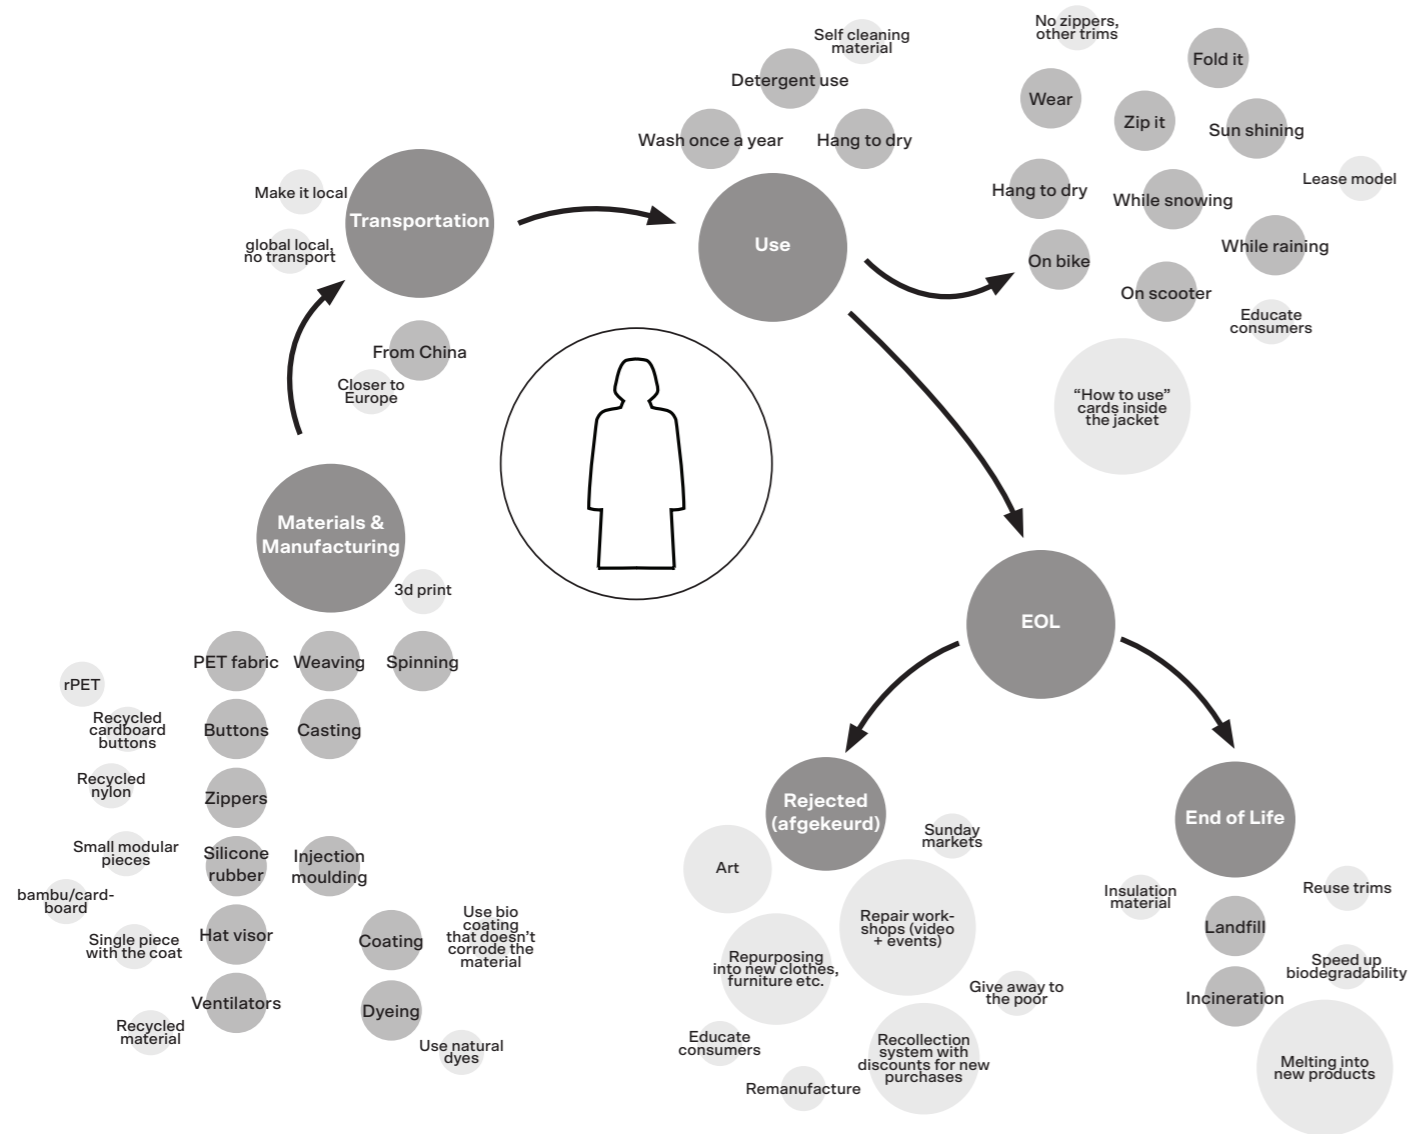 Make it local
Transportation
global local,
no transport
From China
Closer to
Europe
Self cleaning
material
Detergent use
Wash once a year
Hang to dry
Use
No zippers,
other trims
Fold it
Wear
Zip it
Sun shining
Hang to dry
While snowing
Lease model
On bike
While raining
On scooter
Educate
consumers
“How to use”
cards inside
the jacket
Materials &
Manufacturing
3d print
PET fabric
Weaving
Spinning
rPET
Recycled
cardboard
buttons
Buttons
Casting
Recycled
nylon
Zippers
Small modular
pieces
Silicone
rubber
Injection
moulding
bambu/card-
board
Single piece
with the coat
Hat visor
Coating
Use bio
coating
that doesn’t
corrode the
material
Ventilators
Dyeing
Recycled
material
Use natural
dyes
EOL
Rejected
(afgekeurd)
Sunday
markets
Art
Repair work-
shops (video
+ events)
Repurposing
into new clothes,
furniture etc.
Give away to
the poor
Educate
consumers
Recollection
system with
discounts for new
purchases
Remanufacture
End of Life
Insulation
material
Reuse trims
Landfill
Speed up
biodegradability
Incineration
Melting into
new products